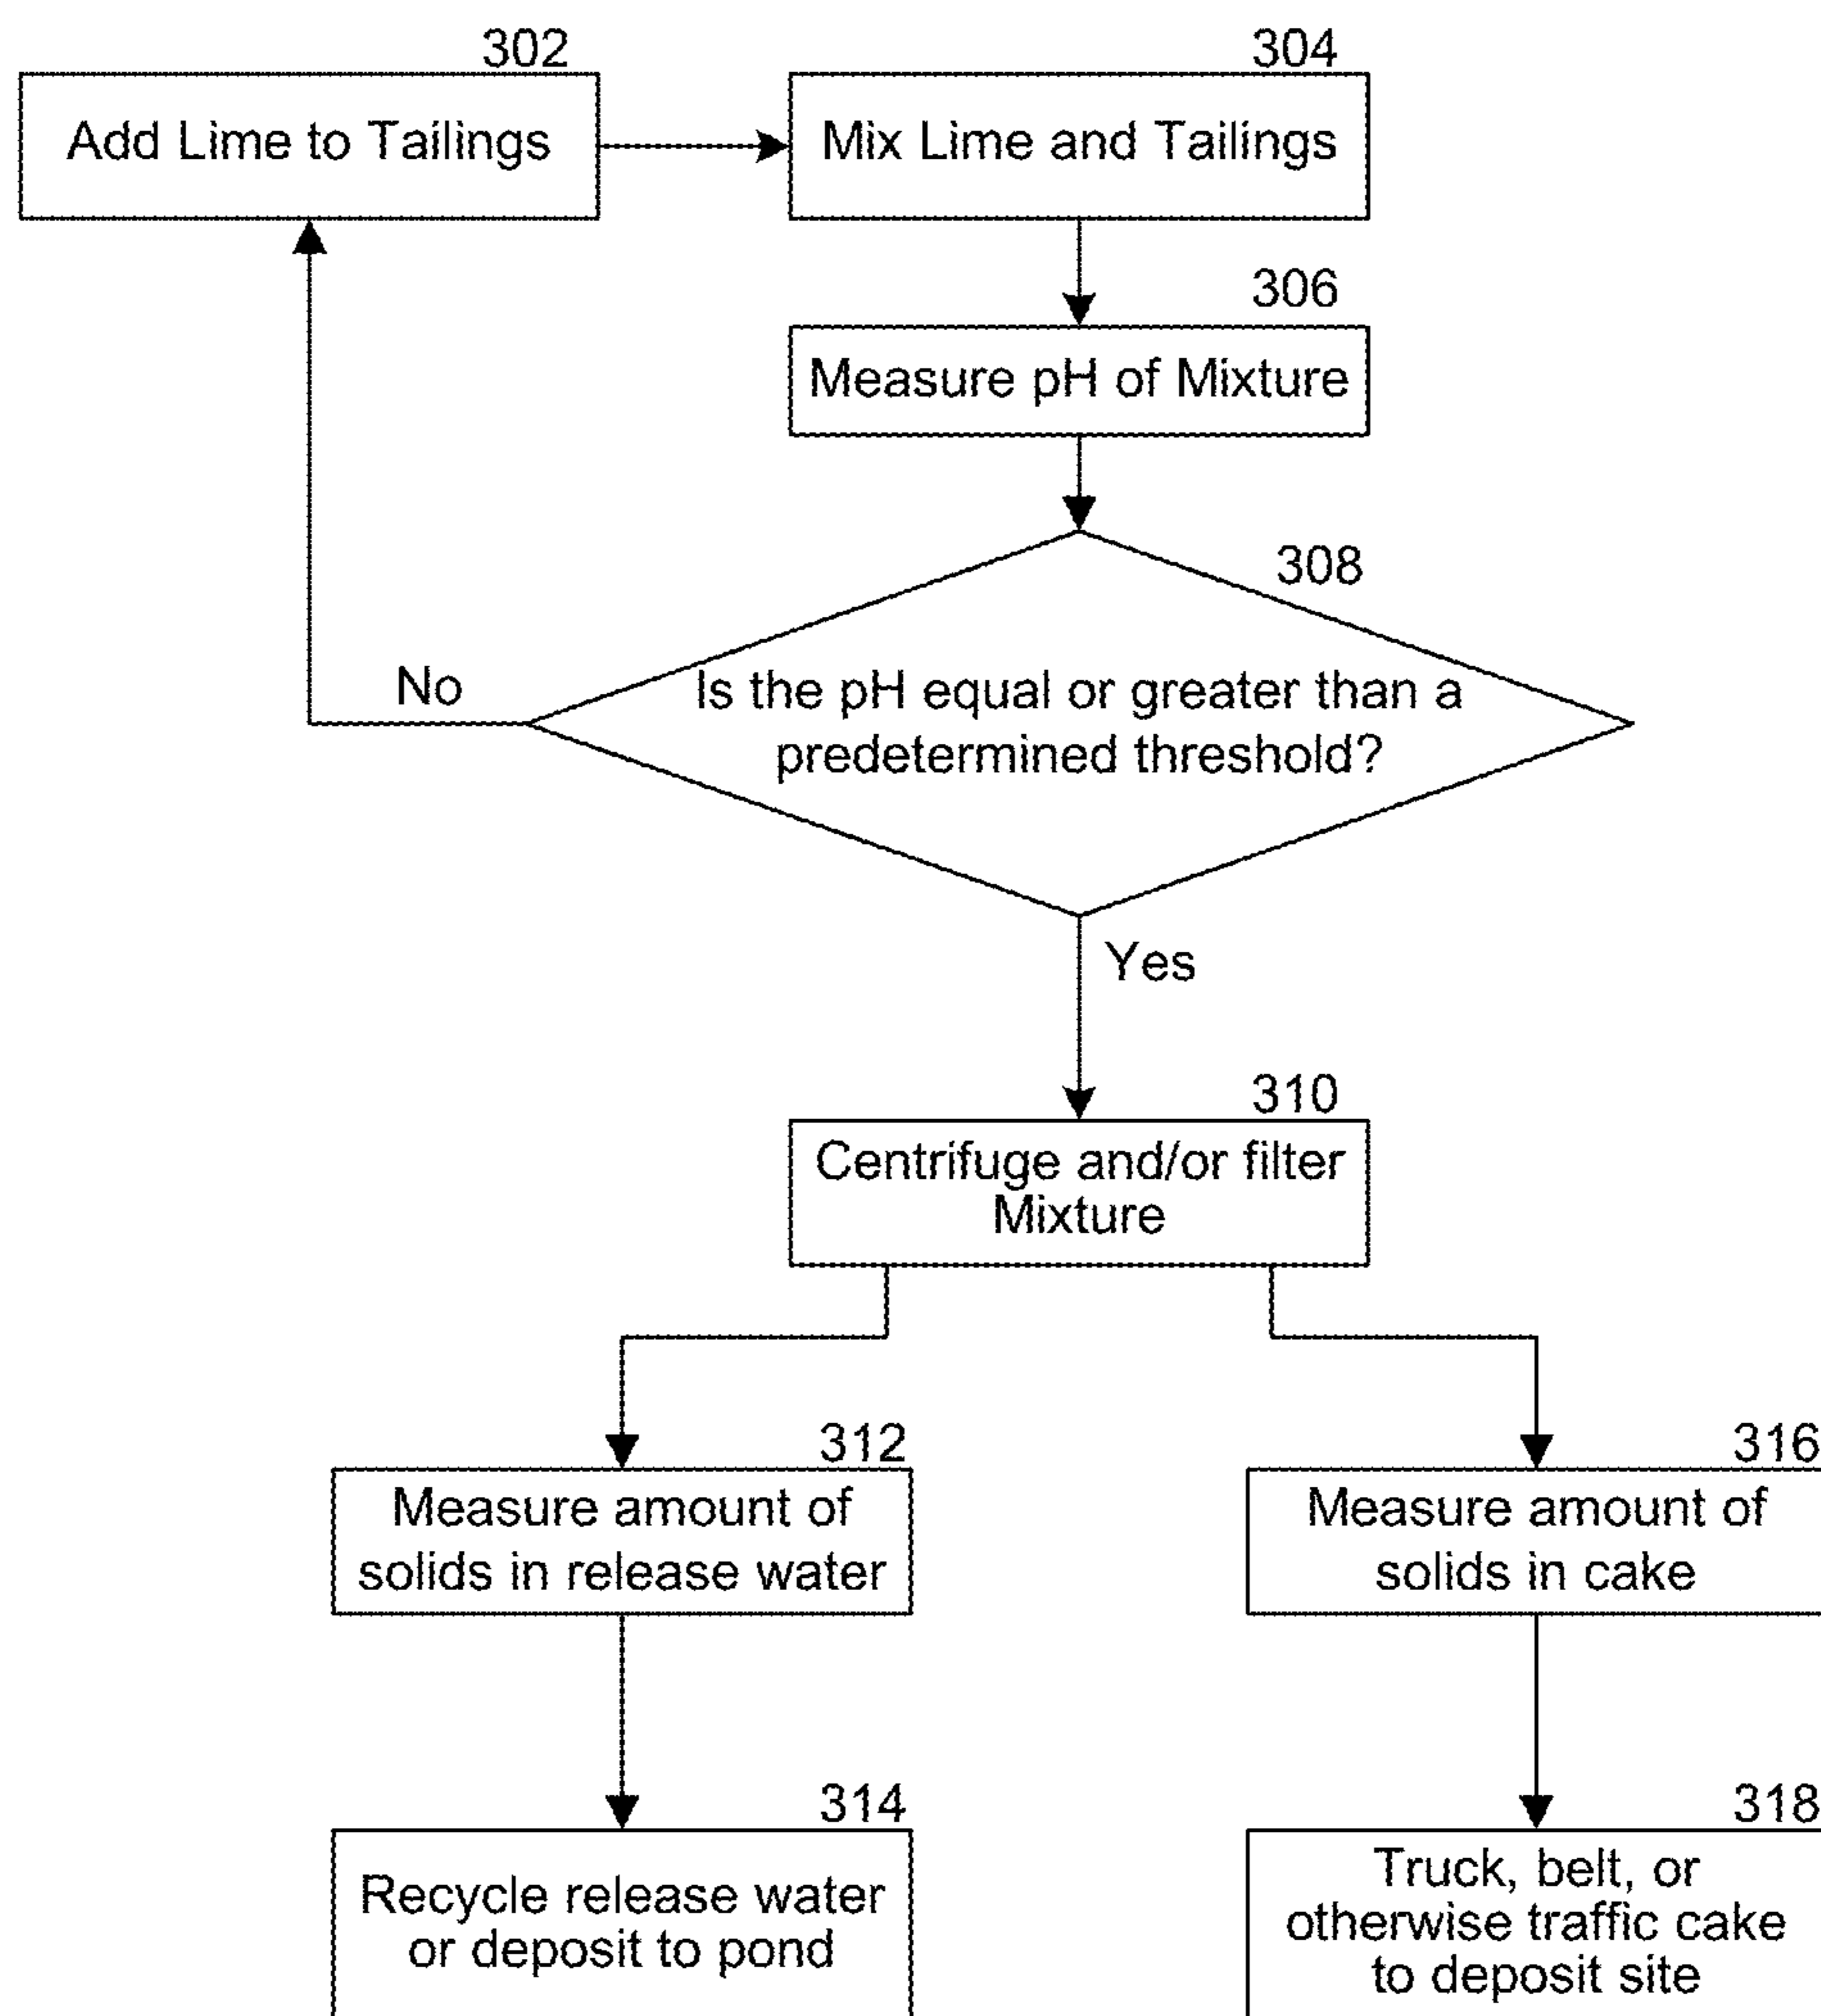 302
Add Lime to Tailings
304
Mix Lime and Tailings
306
Measure pH of Mixture
308
Is the pH equal or greater than a
predetermined threshold?
No
Yes
310
Centrifuge and/or filter
Mixture
312
Measure amount of
solids in release water
316
Measure amount of
solids in cake
314
Recycle release water
or deposit to pond
318
Truck, belt, or
otherwise traffic cake
to deposit site